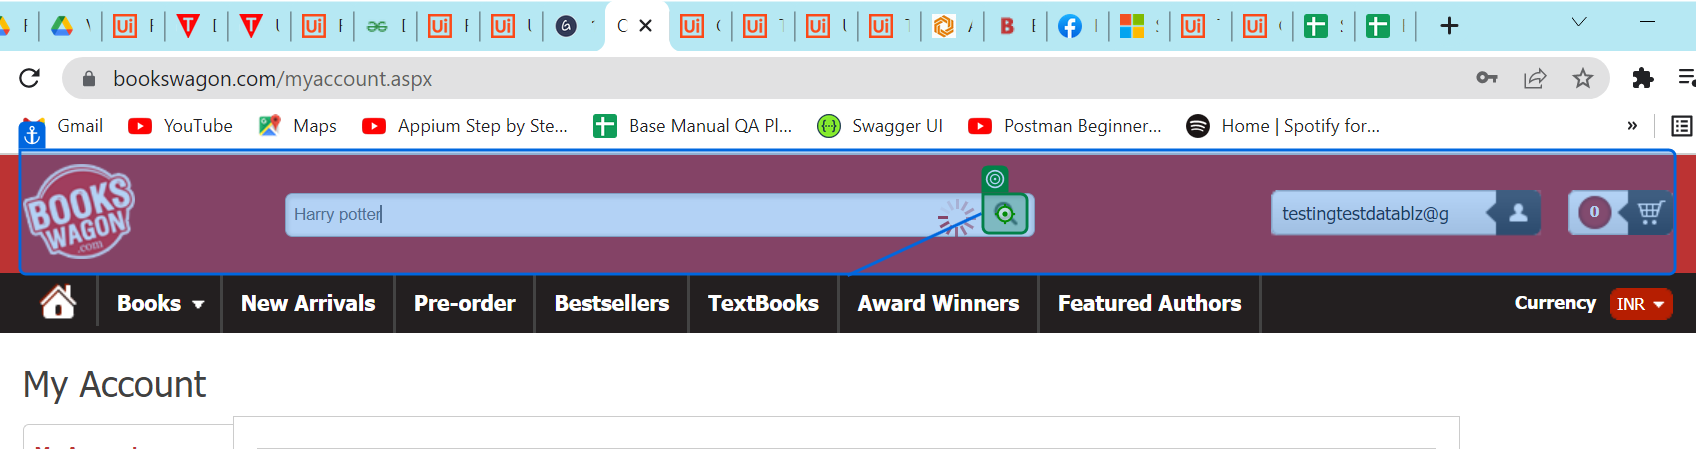 bookswagon.com/myaccount.aspx
Gmail YouTube Maps Appium Step by Ste... Base Manual QA Pl... Swagger UI Postman Beginner... Home | Spotify for... »
BOOKS WAGON .com
Harry potter
testingtestdatablz@g
0
Books New Arrivals Pre-order Bestsellers TextBooks Award Winners Featured Authors Currency INR
My Account